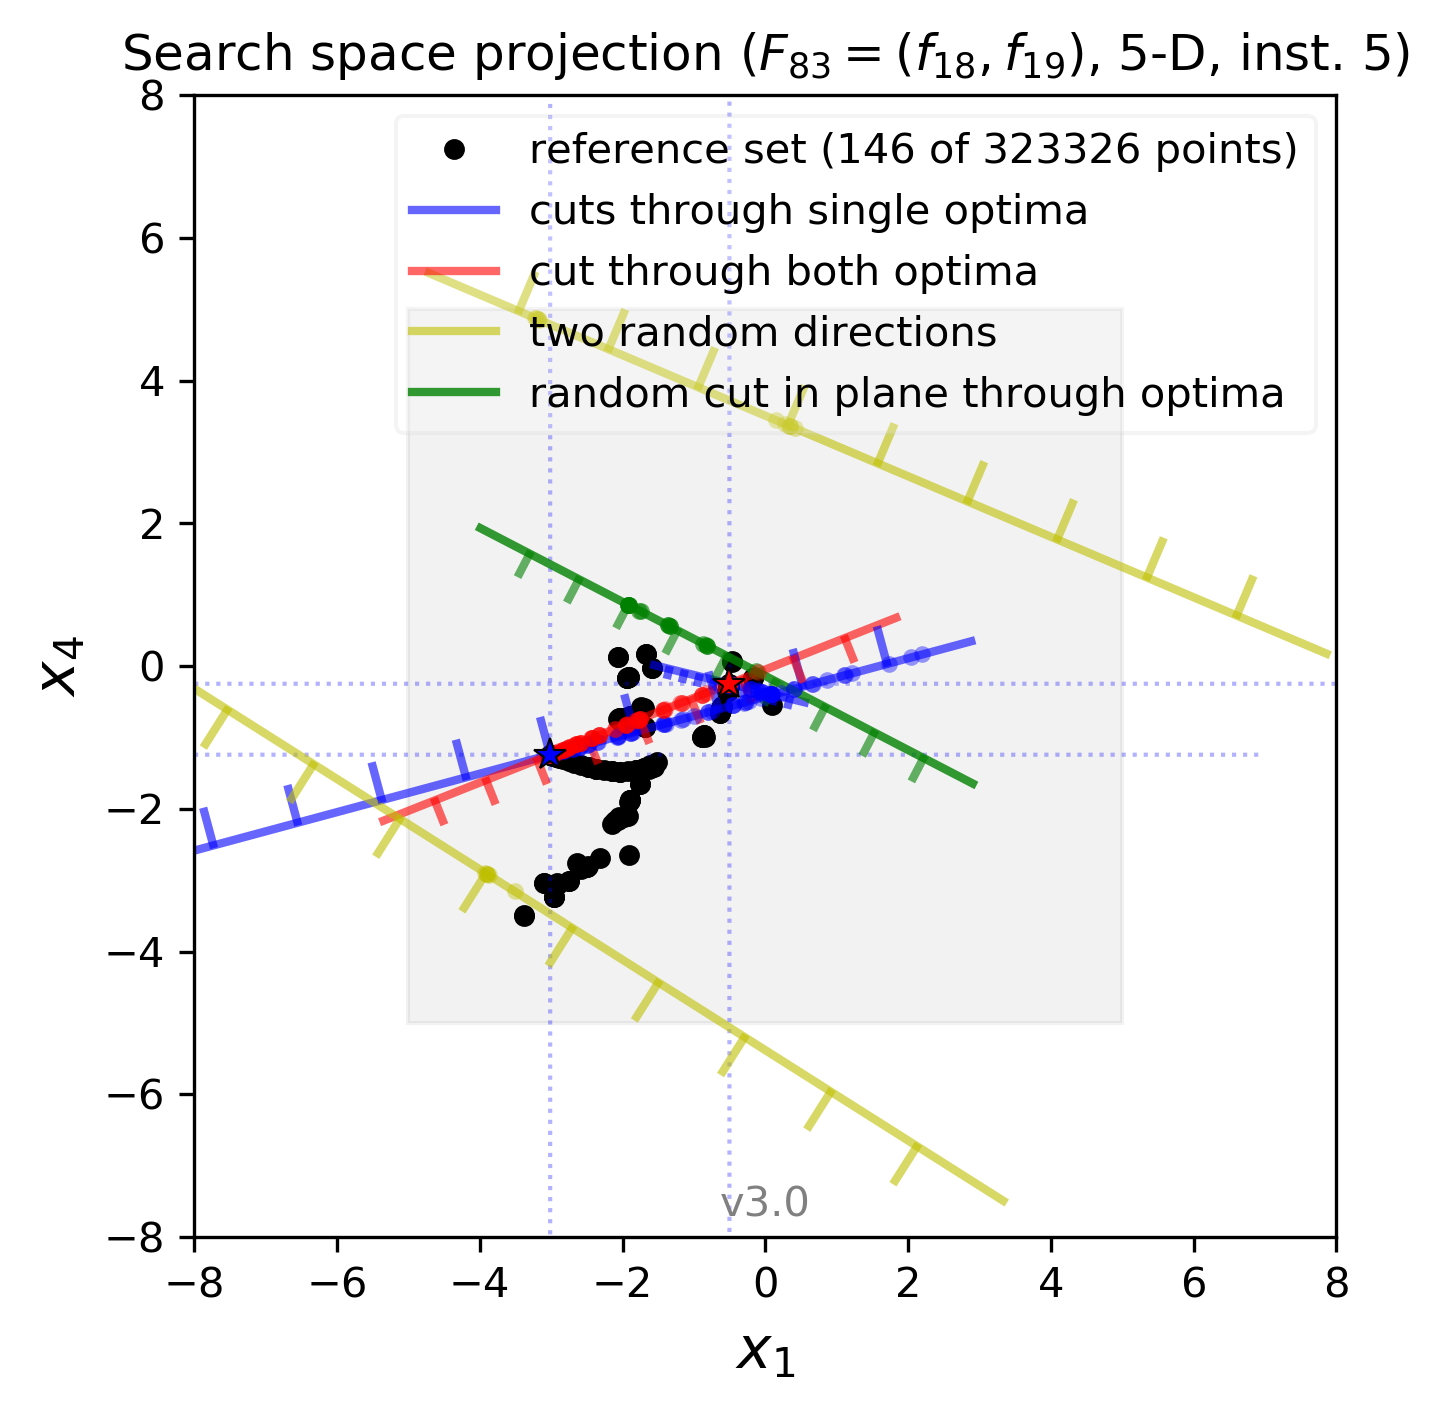 Search space projection (F₈₃ = (f₁₈, f₁₉), 5-D, inst. 5)
reference set (146 of 323326 points)
cuts through single optima
cut through both optima
two random directions
random cut in plane through optima
8
6
4
2
0
−2
−4
−6
−8
x₄
v3.0
−8 −6 −4 −2 0 2 4 6 8
x₁